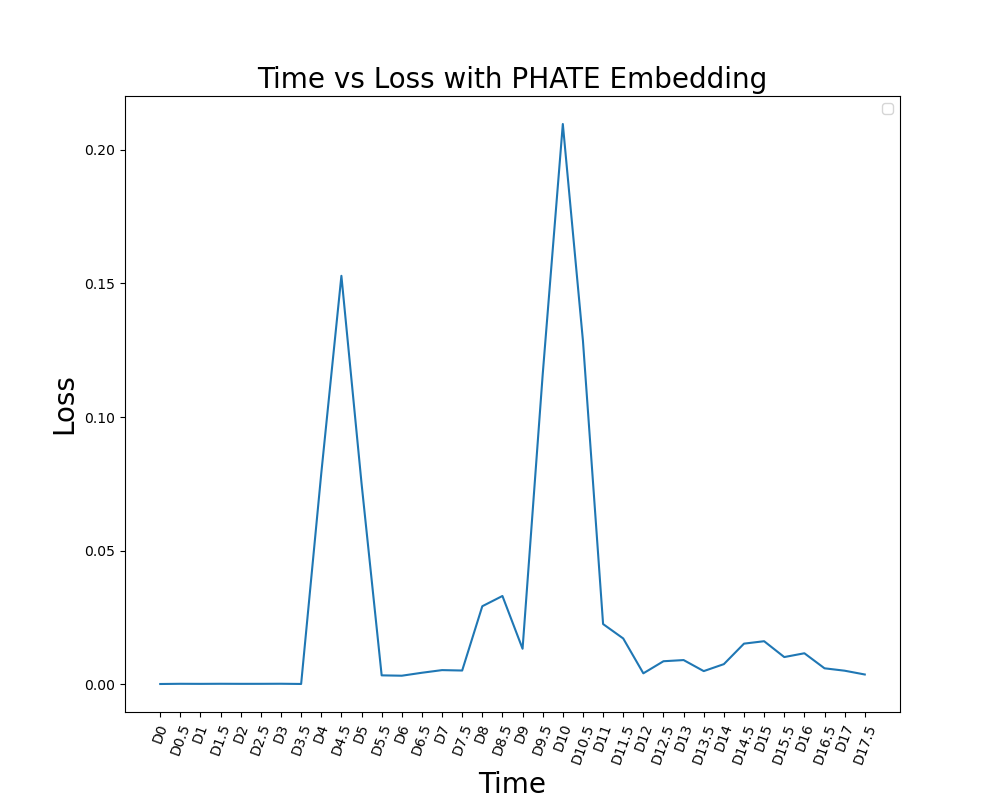 Time vs Loss with PHATE Embedding
0.20
0.15
0.10
0.05
0.00
Loss
D0 D0.5 D1 D1.5 D2 D2.5 D3 D3.5 D4 D4.5 D5 D5.5 D6 D6.5 D7 D7.5 D8 D8.5 D9 D9.5 D10 D10.5 D11 D11.5 D12 D12.5 D13 D13.5 D14 D14.5 D15 D15.5 D16 D16.5 D17 D17.5
Time